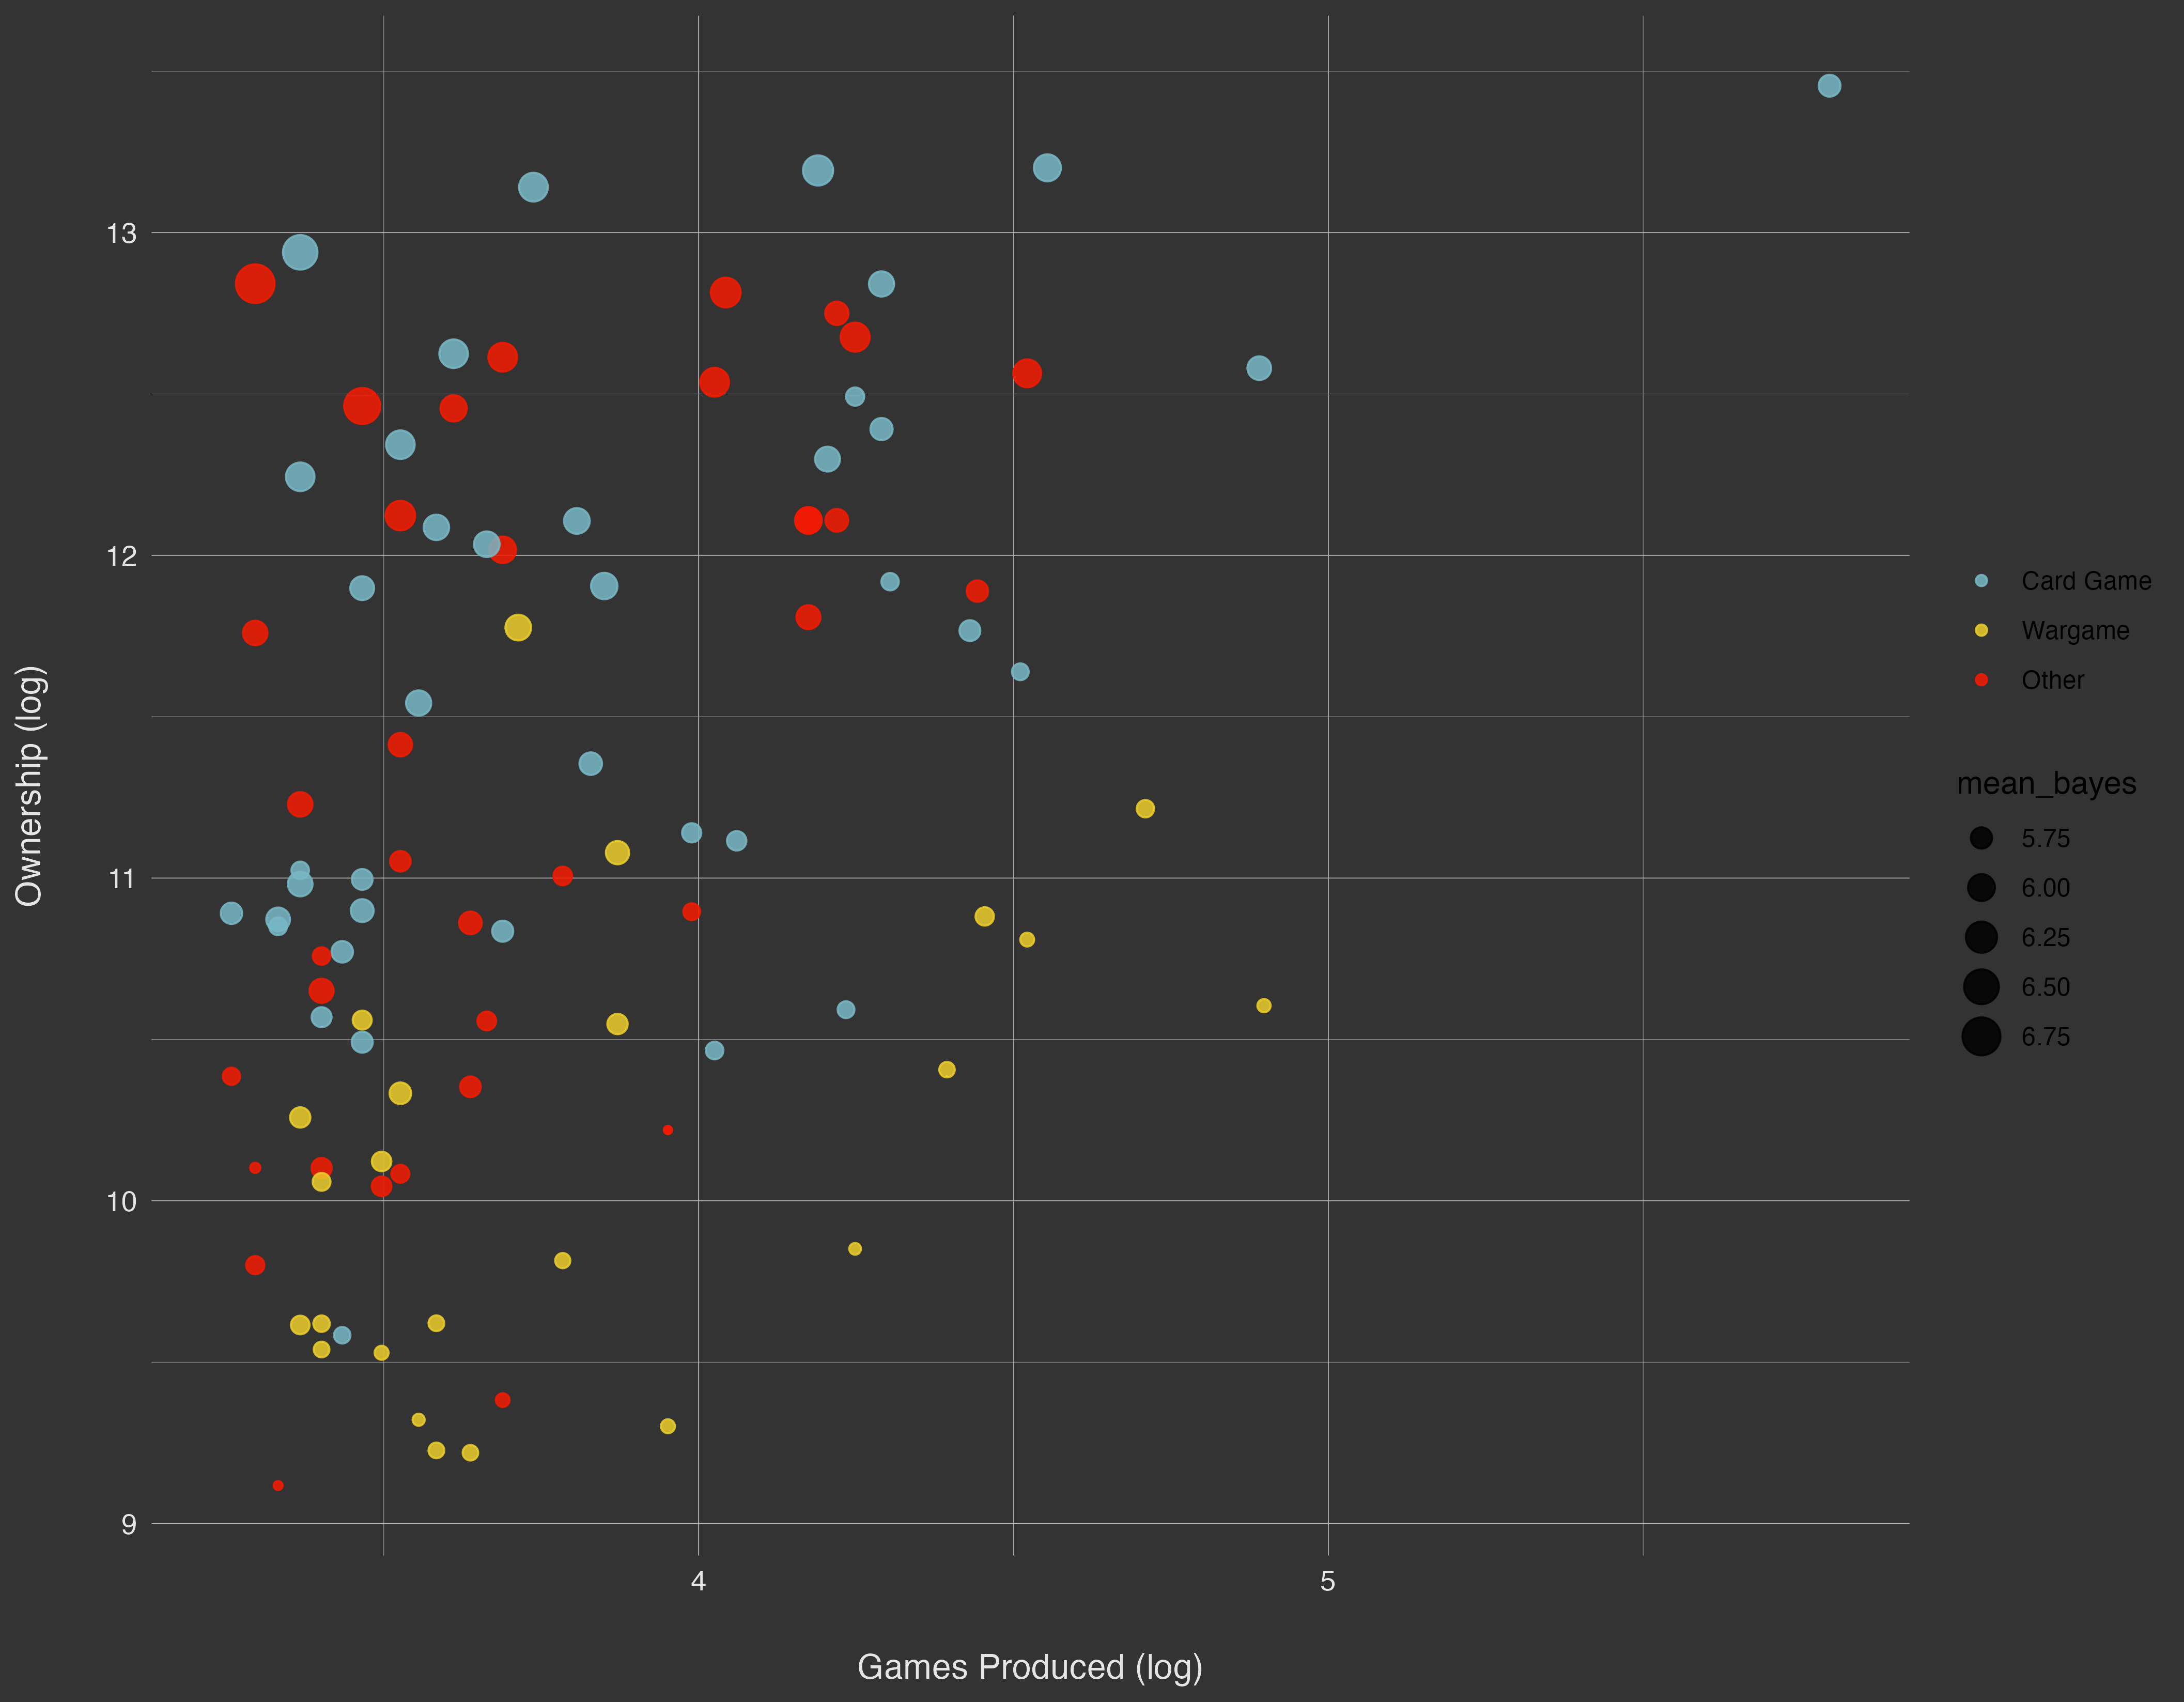 13
12
11
10
9
4
5
Ownership (log)
Games Produced (log)
Card Game
Wargame
Other
mean_bayes
5.75
6.00
6.25
6.50
6.75